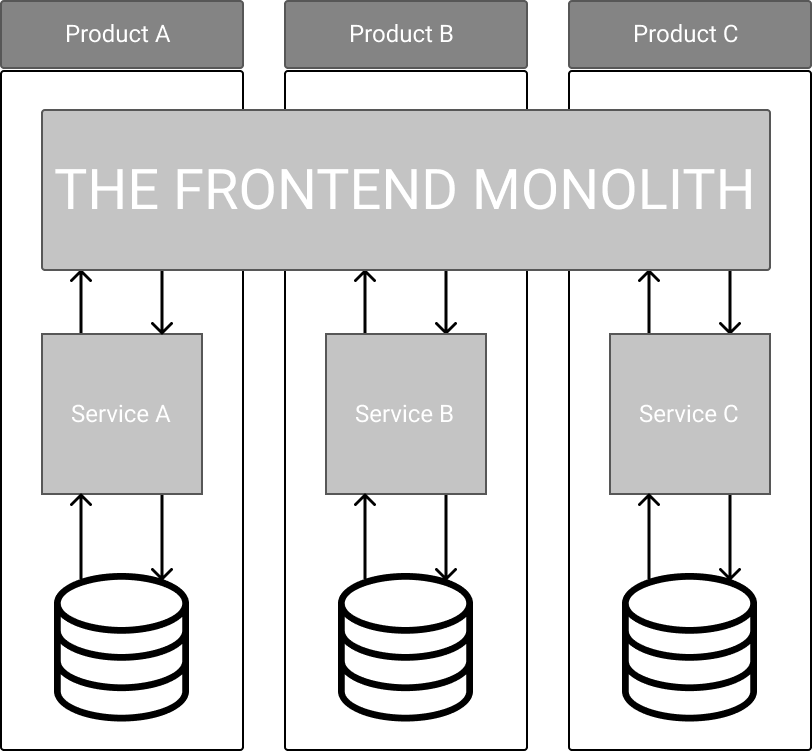 Product A
Product B
Product C
THE FRONTEND MONOLITH
Service A
Service B
Service C